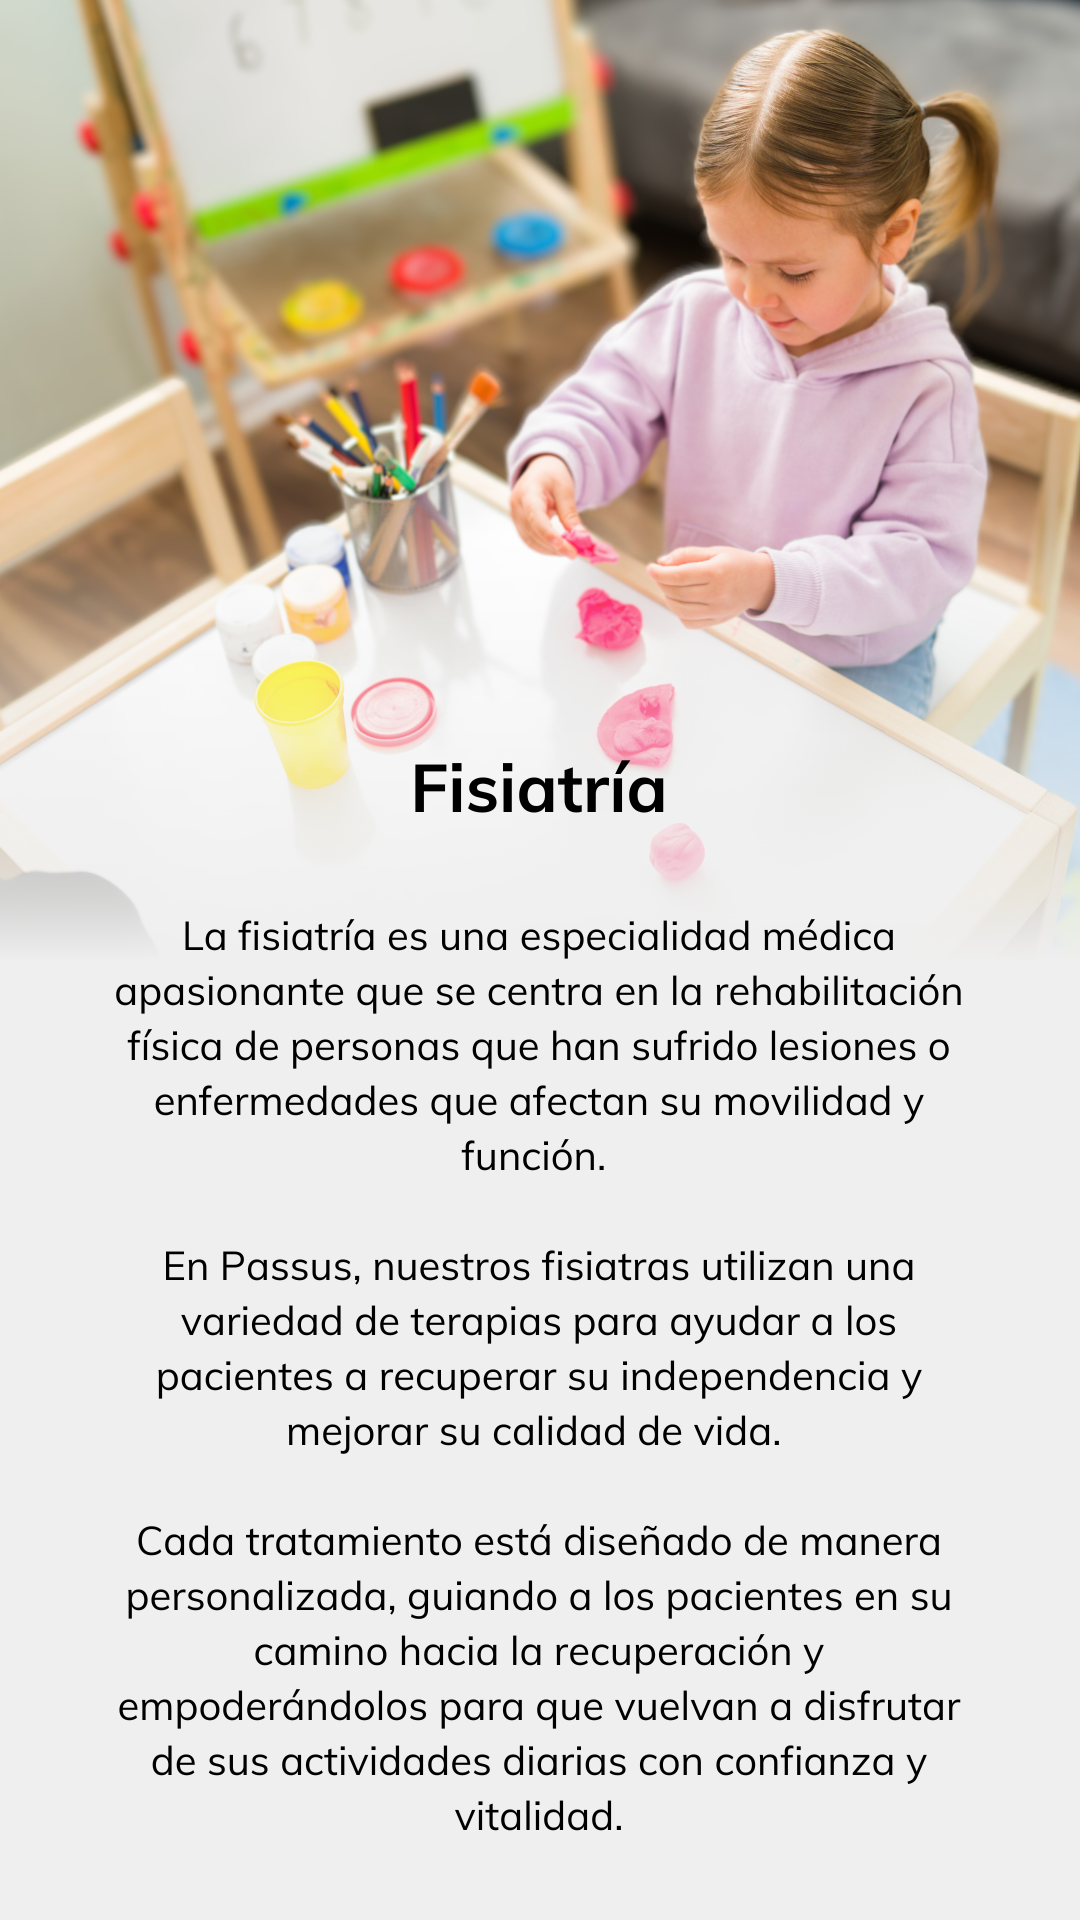 6 7 8
Fisiatría
La fisiatría es una especialidad médica
apasionante que se centra en la rehabilitación
física de personas que han sufrido lesiones o
enfermedades que afectan su movilidad y
función.
En Passus, nuestros fisiatras utilizan una
variedad de terapias para ayudar a los
pacientes a recuperar su independencia y
mejorar su calidad de vida.
Cada tratamiento está diseñado de manera
personalizada, guiando a los pacientes en su
camino hacia la recuperación y
empoderándolos para que vuelvan a disfrutar
de sus actividades diarias con confianza y
vitalidad.